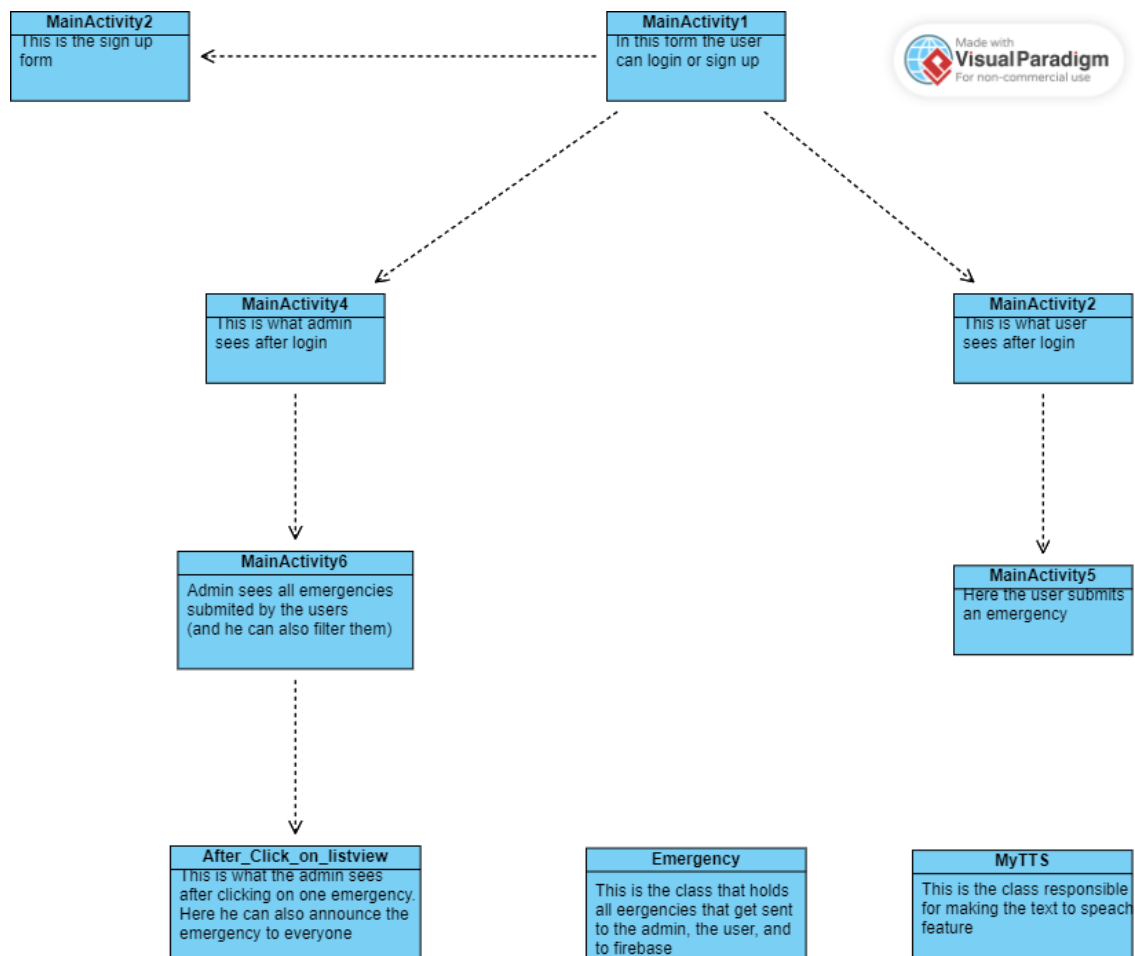 MainActivity2
This is the sign up
form
MainActivity1
In this form the user
can login or sign up
Made with
Visual Paradigm
For non-commercial use
MainActivity4
This is what admin
sees after login
MainActivity2
This is what user
sees after login
MainActivity6
Admin sees all emergencies
submited by the users
(and he can also filter them)
MainActivity5
Here the user submits
an emergency
After_Click_on_listview
This is what the admin sees
after clicking on one emergency.
Here he can also announce the
emergency to everyone
Emergency
This is the class that holds
all eergencies that get sent
to the admin, the user, and
to firebase
MyTTS
This is the class responsible
for making the text to speach
feature